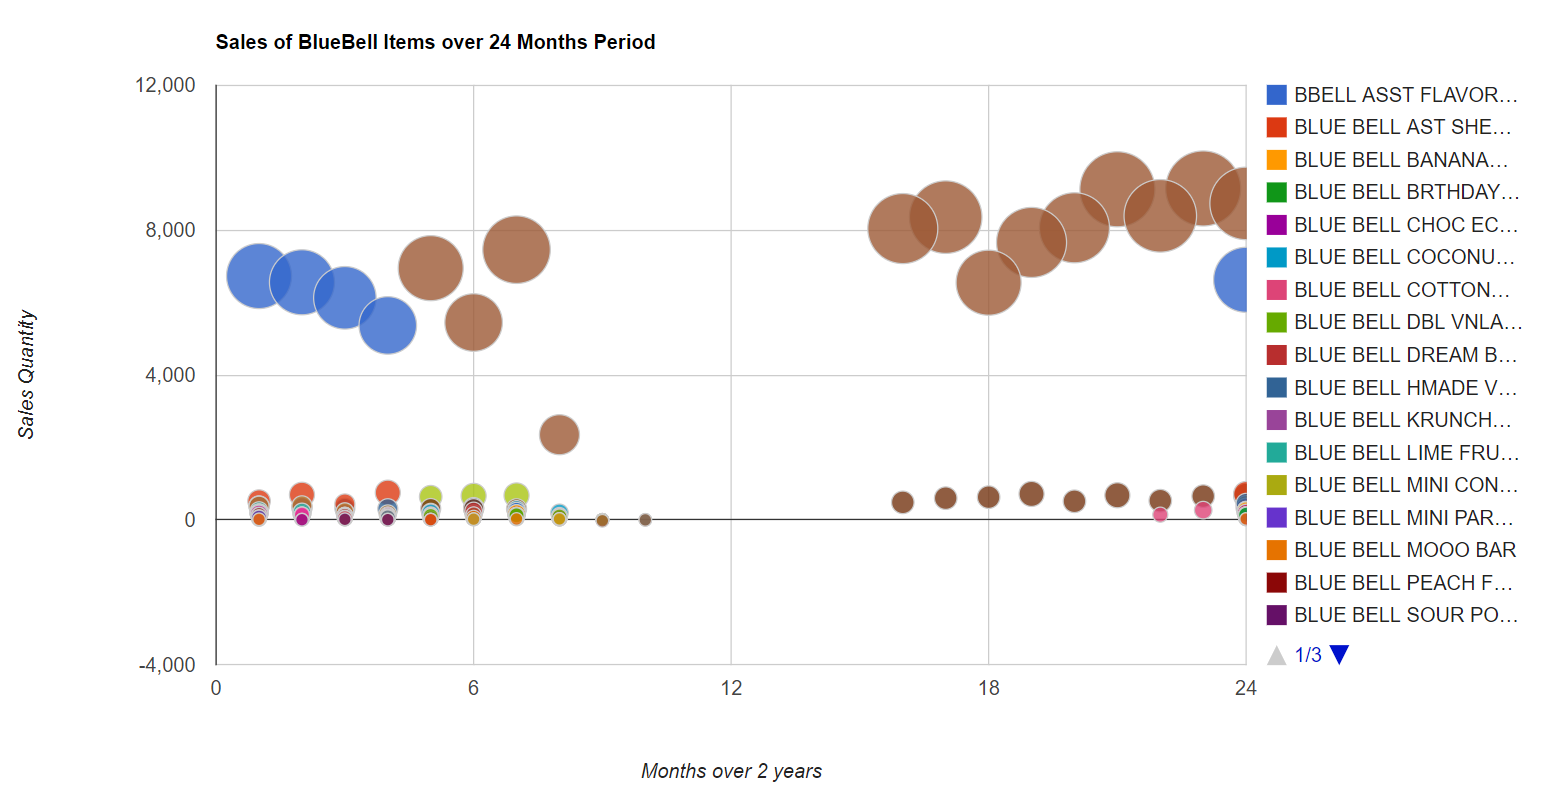 Sales of BlueBell Items over 24 Months Period
12,000
8,000
4,000
0
-4,000
Sales Quantity
0 6 12 18 24
Months over 2 years
BBELL ASST FLAVOR...
BLUE BELL AST SHE...
BLUE BELL BANANA...
BLUE BELL BRTHDAY...
BLUE BELL CHOC EC...
BLUE BELL COCONU...
BLUE BELL COTTON...
BLUE BELL DBL VNLA...
BLUE BELL DREAM B...
BLUE BELL HMADE V...
BLUE BELL KRUNCH...
BLUE BELL LIME FRU...
BLUE BELL MINI CON...
BLUE BELL MINI PAR...
BLUE BELL MOOO BAR
BLUE BELL PEACH F...
BLUE BELL SOUR PO...
1/3